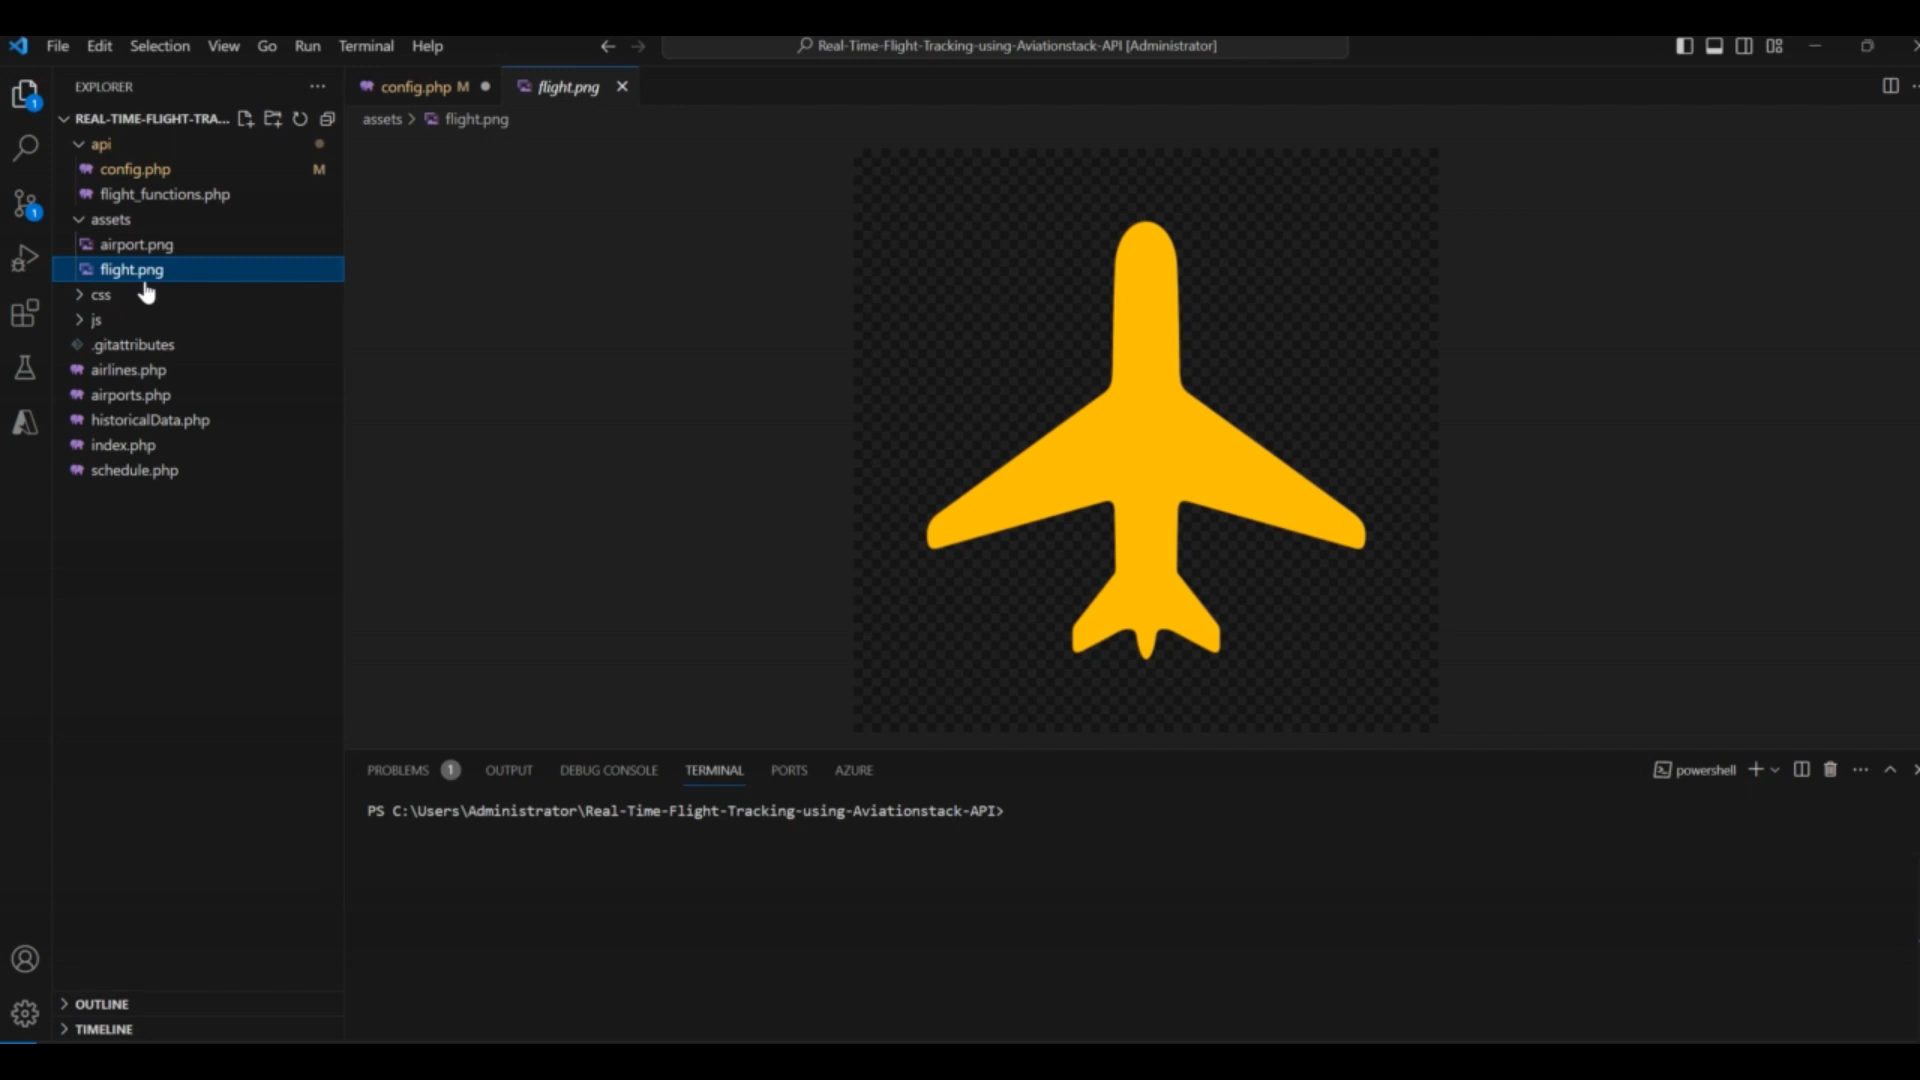 File Edit Selection View Go Run Terminal Help
Real-Time-Flight-Tracking-using-Aviationstack-API [Administrator]
EXPLORER
config.php M
flight.png
REAL-TIME-FLIGHT-TRA...
assets > flight.png
api
config.php M
flight_functions.php
assets
airport.png
flight.png
css
js
.gitattributes
airlines.php
airports.php
historicalData.php
index.php
schedule.php
1
1
PROBLEMS 1 OUTPUT DEBUG CONSOLE TERMINAL PORTS AZURE
powershell
PS C:\Users\Administrator\Real-Time-Flight-Tracking-using-Aviationstack-API>
OUTLINE
TIMELINE